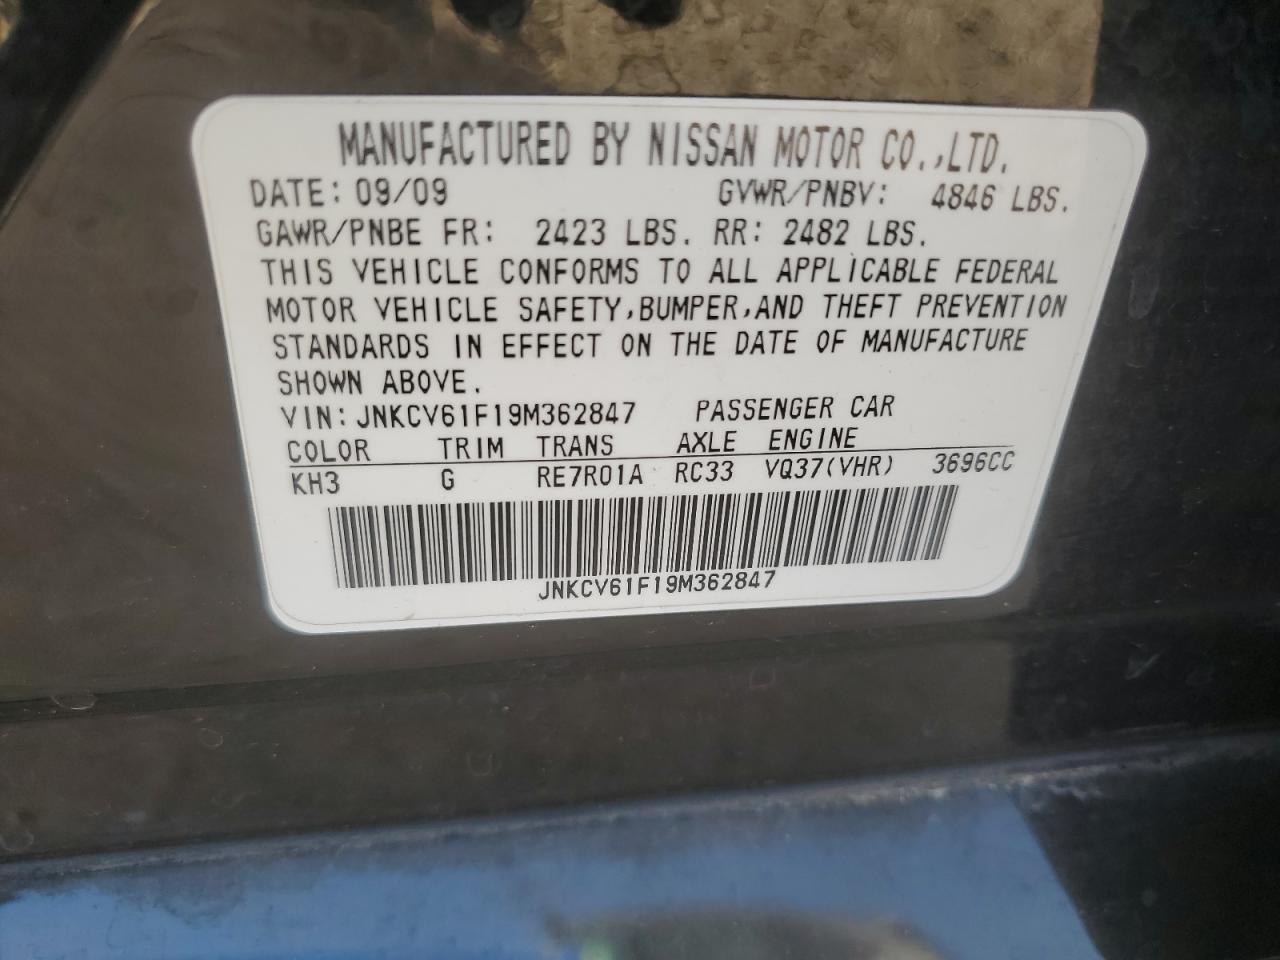 MANUFACTURED BY NISSAN MOTOR CO.,LTD.
DATE: 09/09 GVWR/PNBV: 4846 LBS.
GAWR/PNBE FR: 2423 LBS. RR: 2482 LBS.
THIS VEHICLE CONFORMS TO ALL APPLICABLE FEDERAL
MOTOR VEHICLE SAFETY,BUMPER,AND THEFT PREVENTION
STANDARDS IN EFFECT ON THE DATE OF MANUFACTURE
SHOWN ABOVE.
VIN:JNKCV61F19M362847 PASSENGER CAR
COLOR TRIM TRANS AXLE ENGINE
KH3 G RE7R01A RC33 VQ37(VHR) 3696CC
JNKCV61F19M362847